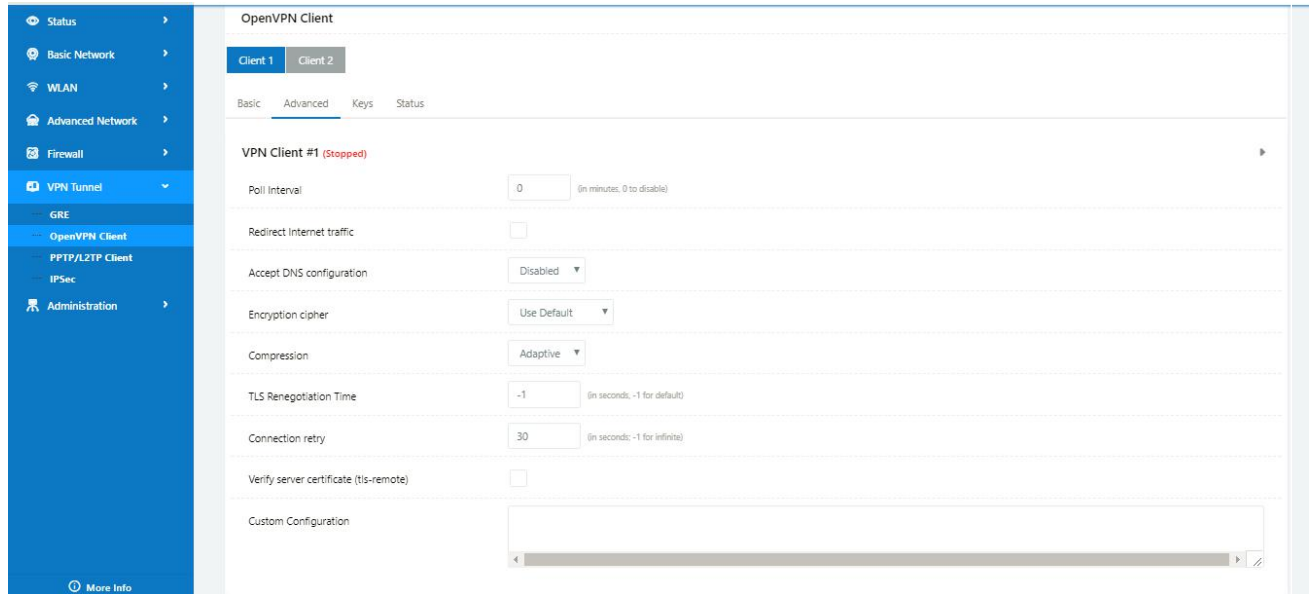 Status
Basic Network
WLAN
Advanced Network
Firewall
VPN Tunnel
GRE
OpenVPN Client
PPTP/L2TP Client
IPSec
Administration
More Info
OpenVPN Client
Client 1 Client 2
Basic Advanced Keys Status
VPN Client #1 (Stopped)
Poll Interval 0 (in minutes, 0 to disable)
Redirect Internet traffic
Accept DNS configuration Disabled
Encryption cipher Use Default
Compression Adaptive
TLS Renegotiation Time -1 (in seconds, -1 for default)
Connection retry 30 (in seconds; -1 for infinite)
Verify server certificate (tls-remote)
Custom Configuration